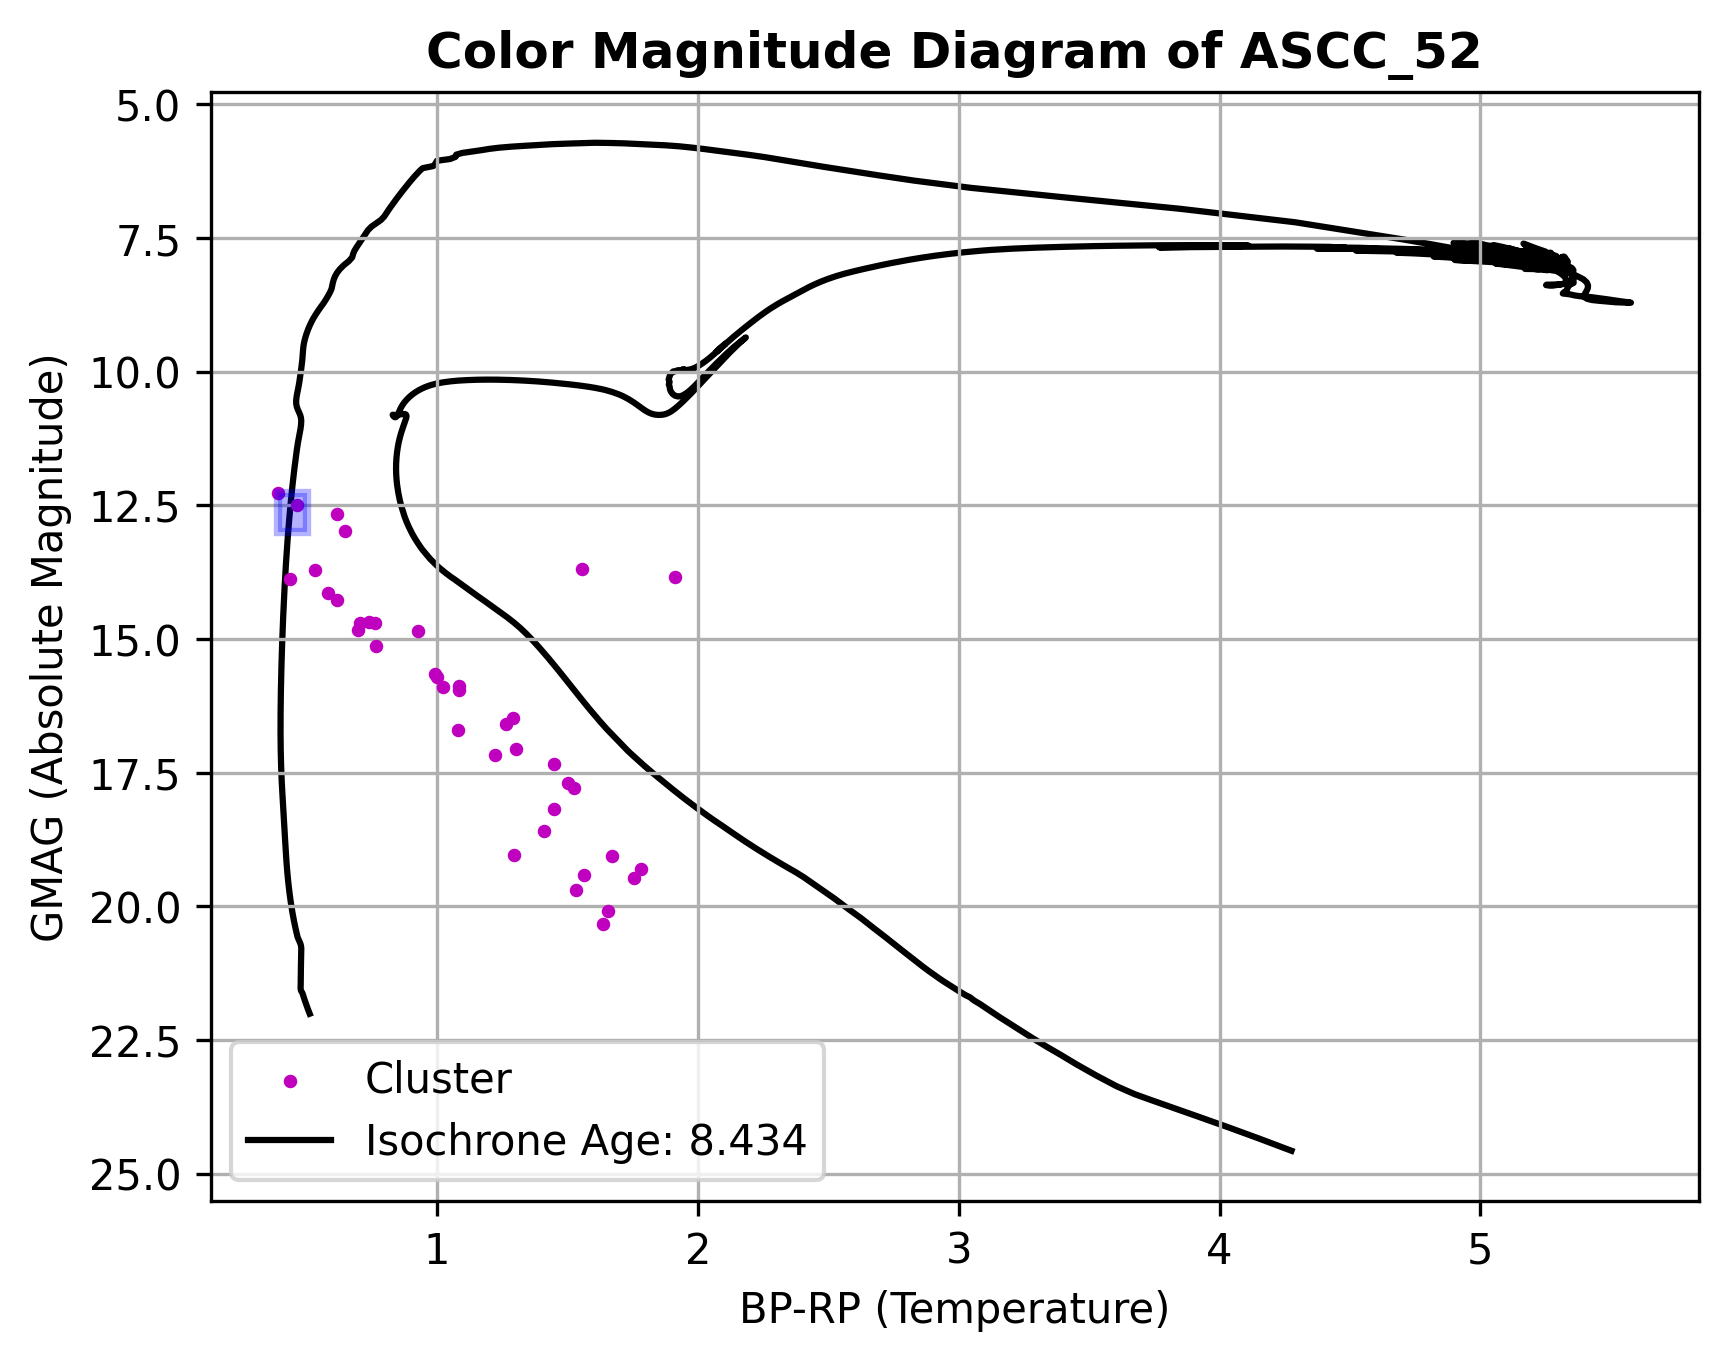 Color Magnitude Diagram of ASCC_52
GMAG (Absolute Magnitude)
5.0
7.5
10.0
12.5
15.0
17.5
20.0
22.5
25.0
Cluster
Isochrone Age: 8.434
1 2 3 4 5
BP-RP (Temperature)